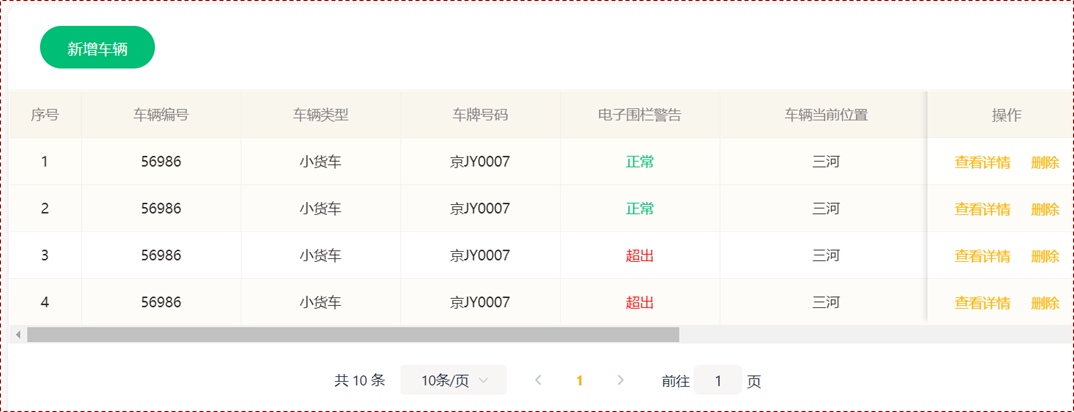 新增车辆
序号 车辆编号 车辆类型 车牌号码 电子围栏警告 车辆当前位置 操作
1 56986 小货车 京JY0007 正常 三河 查看详情 删除
2 56986 小货车 京JY0007 正常 三河 查看详情 删除
3 56986 小货车 京JY0007 超出 三河 查看详情 删除
4 56986 小货车 京JY0007 超出 三河 查看详情 删除
共 10 条 10条/页 1 前往 1 页